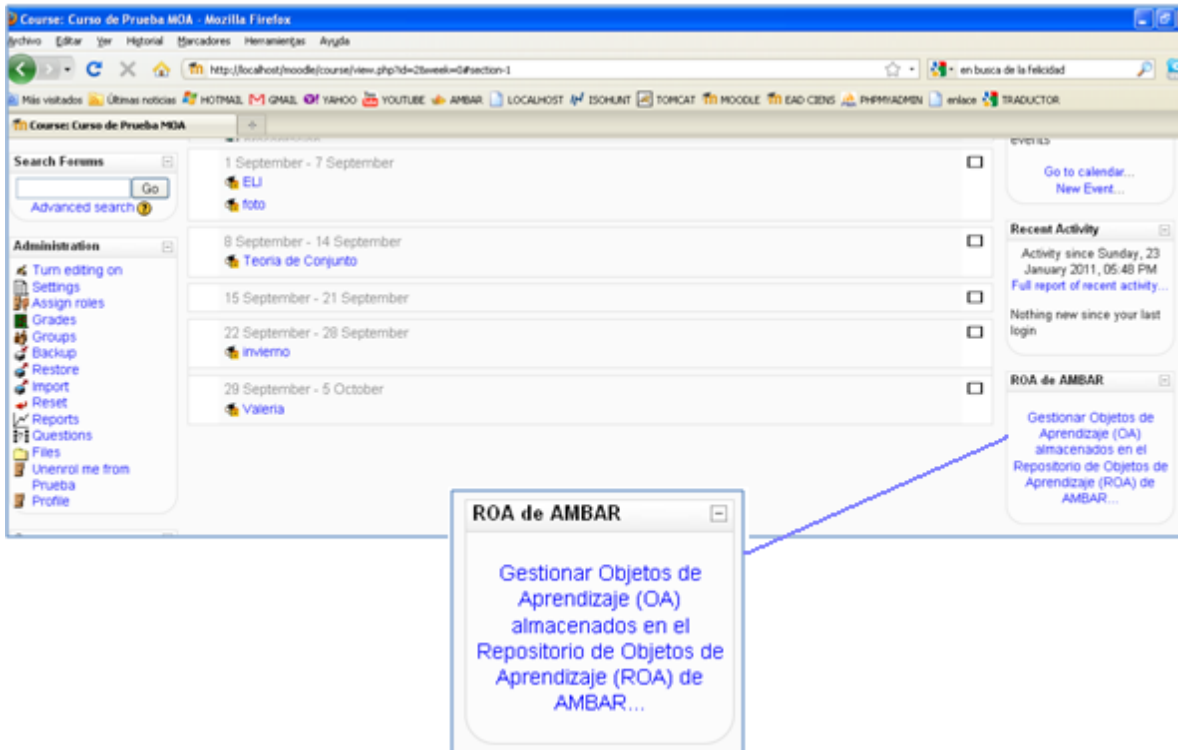 Course: Curso de Prueba MOA - Mozilla Firefox
Archivo Editar Ver Historial Marcadores Herramientas Ayuda
http://localhost/moodle/course/view.php?id=2&week=0#section-1
en busca de la felicidad
Más visitados Últimas noticias HOTMAIL GMAIL YAHOO YOUTUBE AMBAR LOCALHOST ISOHUNT TOMCAT MOODLE EAD CIENS PHPMYADMIN enlace TRADUCTOR
Course: Curso de Prueba MOA
Search Forums
Go
Advanced search
Administration
Turn editing on
Settings
Assign roles
Grades
Groups
Backup
Restore
Import
Reset
Reports
Questions
Files
Unenrol me from
Prueba
Profile
1 September - 7 September
ELI
foto
8 September - 14 September
Teoria de Conjunto
15 September - 21 September
22 September - 28 September
invierno
29 September - 5 October
Valeria
events
Go to calendar...
New Event...
Recent Activity
Activity since Sunday, 23
January 2011, 05:48 PM
Full report of recent activity...
Nothing new since your last
login
ROA de AMBAR
Gestionar Objetos de
Aprendizaje (OA)
almacenados en el
Repositorio de Objetos de
Aprendizaje (ROA) de
AMBAR...
ROA de AMBAR
Gestionar Objetos de
Aprendizaje (OA)
almacenados en el
Repositorio de Objetos de
Aprendizaje (ROA) de
AMBAR...